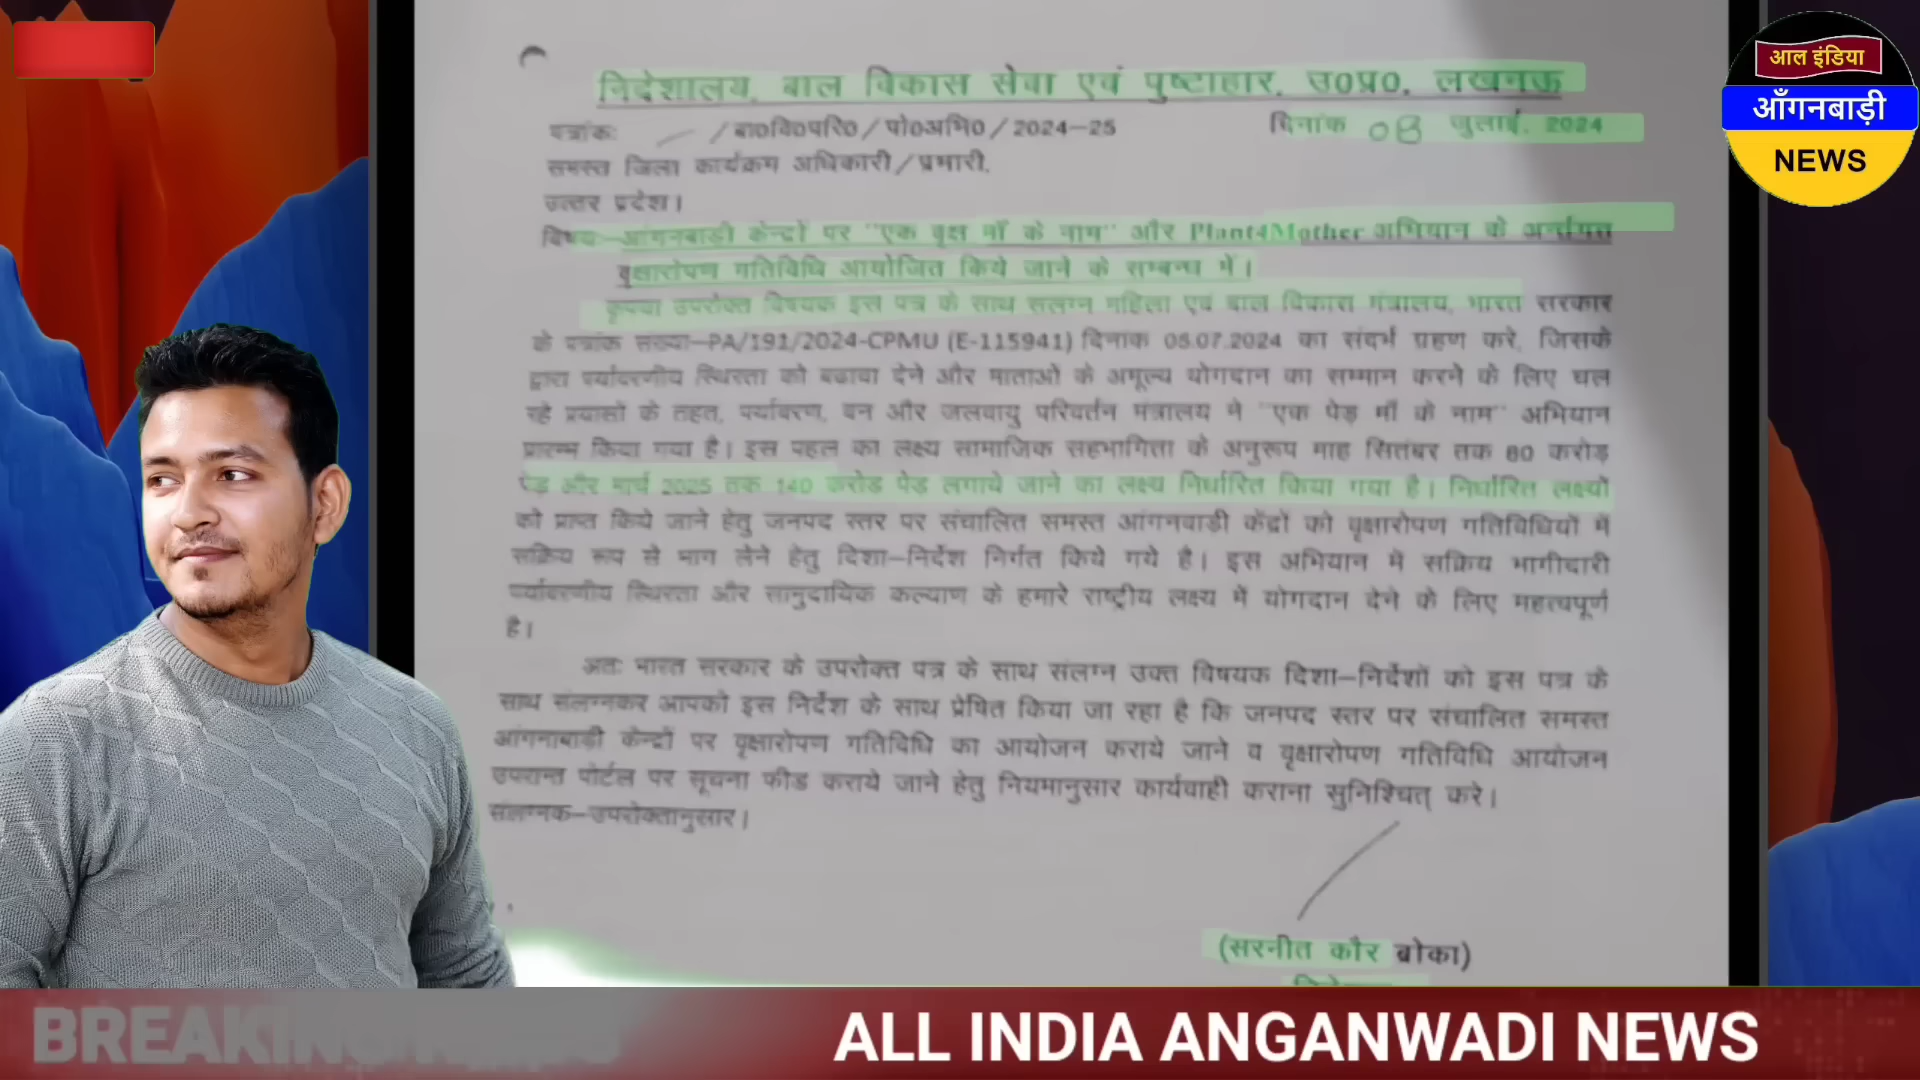 निदेशालय, बाल विकास सेवा एवं पुष्टाहार, उ0प्र0, लखनऊ
पत्रांक: /बा0वि0परि0/पो0अभि0/2024-25 दिनांक 08 जुलाई, 2024
समस्त जिला कार्यक्रम अधिकारी/प्रभारी,
उत्तर प्रदेश।
विषय:-आंगनबाड़ी केन्द्रों पर "एक वृक्ष माँ के नाम" और Plant4Mother अभियान के अर्न्तगत
वृक्षारोपण गतिविधि आयोजित किये जाने के सम्बन्ध में।
कृपया उपरोक्त विषयक इस पत्र के साथ संलग्न महिला एवं बाल विकास मंत्रालय, भारत सरकार
के पत्रांक संख्या-PA/191/2024-CPMU (E-115941) दिनांक 05.07.2024 का संदर्भ ग्रहण करे, जिसके
द्वारा पर्यावरणीय स्थिरता को बढावा देने और माताओं के अमूल्य योगदान का सम्मान करने के लिए चल
रहे प्रयासों के तहत, पर्यावरण, वन और जलवायु परिवर्तन मंत्रालय ने "एक पेड़ माँ के नाम" अभियान
प्रारम्भ किया गया है। इस पहल का लक्ष्य सामाजिक सहभागिता के अनुरूप माह सितंबर तक 80 करोड़
पेड़ और मार्च 2025 तक 140 करोड पेड़ लगाये जाने का लक्ष्य निर्धारित किया गया है। निर्धारित लक्ष्यों
को प्राप्त किये जाने हेतु जनपद स्तर पर संचालित समस्त आंगनवाडी केंद्रों को वृक्षारोपण गतिविधियों में
सक्रिय रूप से भाग लेने हेतु दिशा-निर्देश निर्गत किये गये है। इस अभियान में सक्रिय भागीदारी
पर्यावरणीय स्थिरता और सामुदायिक कल्याण के हमारे राष्ट्रीय लक्ष्य में योगदान देने के लिए महत्यपूर्ण
है।
अतः भारत सरकार के उपरोक्त पत्र के साथ संलग्न उक्त विषयक दिशा-निर्देशों को इस पत्र के
साथ संलग्नकर आपको इस निर्देश के साथ प्रेषित किया जा रहा है कि जनपद स्तर पर संचालित समस्त
आंगनाबाड़ी केन्द्रों पर वृक्षारोपण गतिविधि का आयोजन कराये जाने व वृक्षारोपण गतिविधि आयोजन
उपरान्त पोर्टल पर सूचना फीड कराये जाने हेतु नियमानुसार कार्यवाही कराना सुनिश्चित् करे।
संलग्नक-उपरोक्तानुसार।
(सरनीत कौर ब्रोका)
आल इंडिया
आँगनबाड़ी
NEWS
BREAKING NEWS
ALL INDIA ANGANWADI NEWS